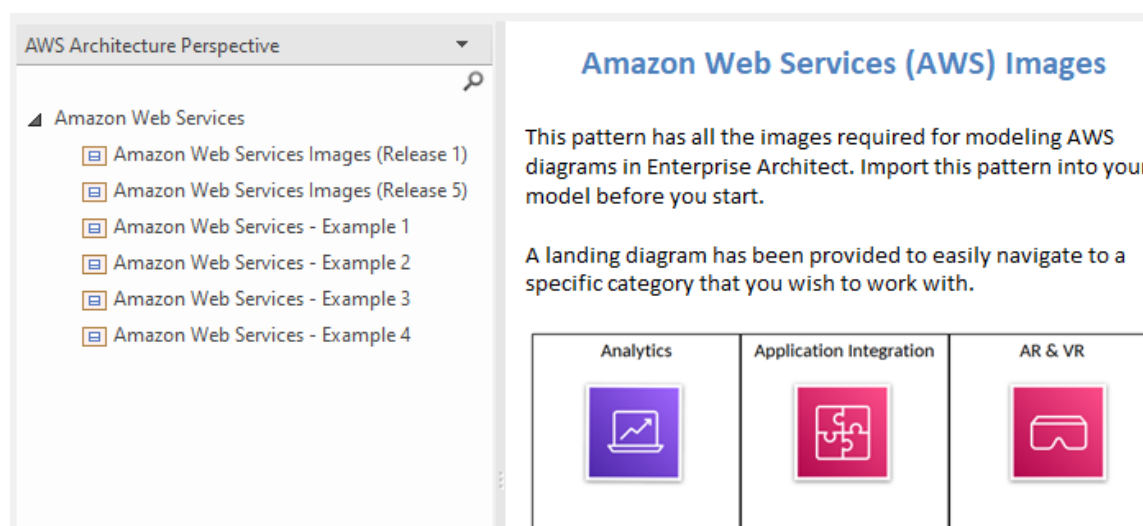 AWS Architecture Perspective
Amazon Web Services
Amazon Web Services Images (Release 1)
Amazon Web Services Images (Release 5)
Amazon Web Services - Example 1
Amazon Web Services - Example 2
Amazon Web Services - Example 3
Amazon Web Services - Example 4
Amazon Web Services (AWS) Images
This pattern has all the images required for modeling AWS
diagrams in Enterprise Architect. Import this pattern into your
model before you start.
A landing diagram has been provided to easily navigate to a
specific category that you wish to work with.
Analytics
Application Integration
AR & VR